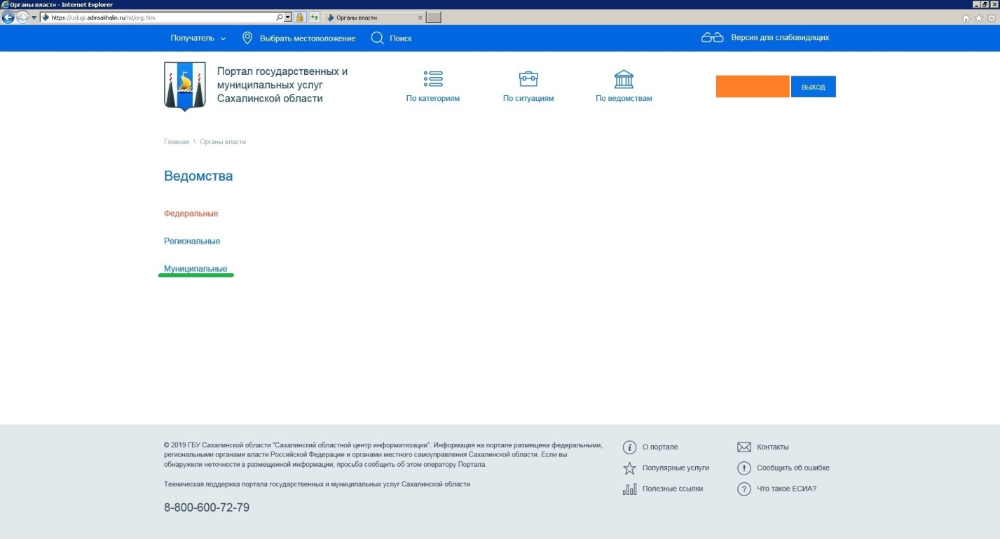 Органы власти - Internet Explorer
https://uslugi.admsakhalin.ru/nd/org.htm
Органы власти
Получатель
Выбрать местоположение
Поиск
Версия для слабовидящих
Портал государственных и
муниципальных услуг
Сахалинской области
По категориям
По ситуациям
По ведомствам
ВЫХОД
Главная \ Органы власти
Ведомства
Федеральные
Региональные
Муниципальные
© 2019 ГБУ Сахалинской области "Сахалинский областной центр информатизации". Информация на портале размещена федеральными,
региональными органами власти Российской Федерации и органами местного самоуправления Сахалинской области. Если вы
обнаружили неточности в размещенной информации, просьба сообщить об этом оператору Портала.
Техническая поддержка портала государственных и муниципальных услуг Сахалинской области
8-800-600-72-79
О портале
Популярные услуги
Полезные ссылки
Контакты
Сообщить об ошибке
Что такое ЕСИА?